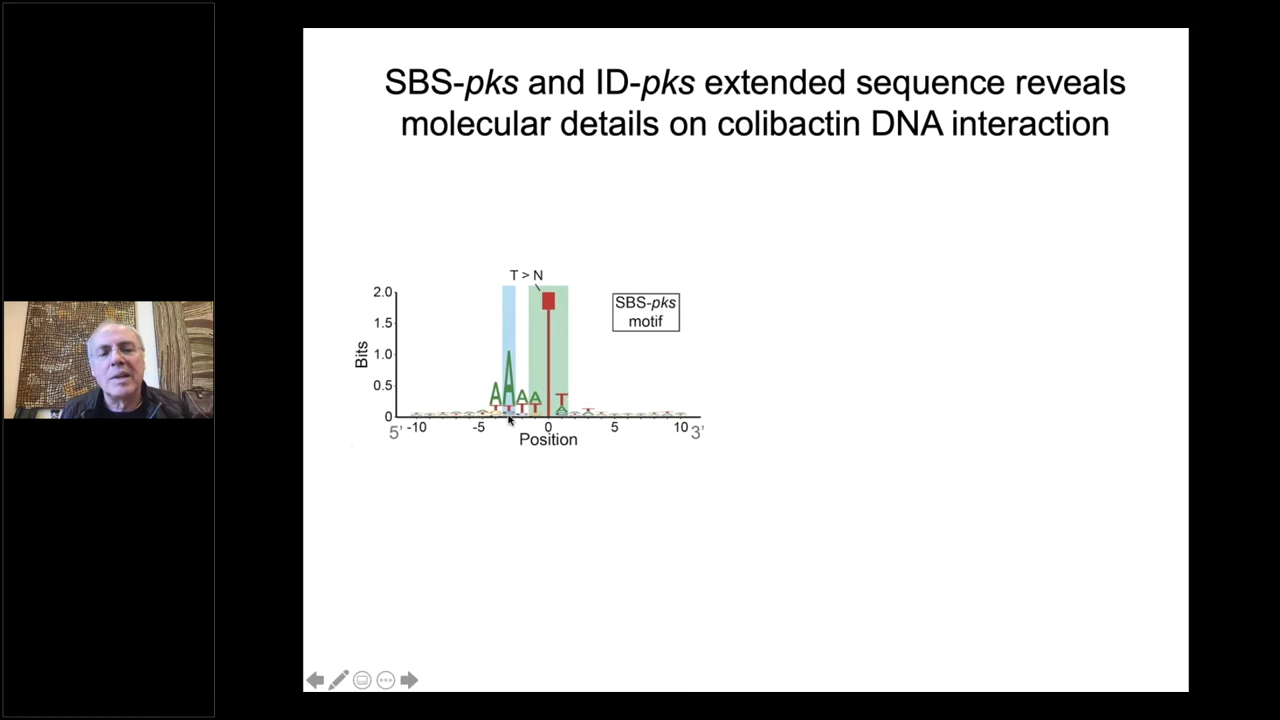 SBS-pks and ID-pks extended sequence reveals
molecular details on colibactin DNA interaction
T > N
SBS-pks
motif
2.0
1.5
1.0
0.5
0
Bits
A A A A T T
T T T T A
5' -10 -5 0 5 10 3'
Position